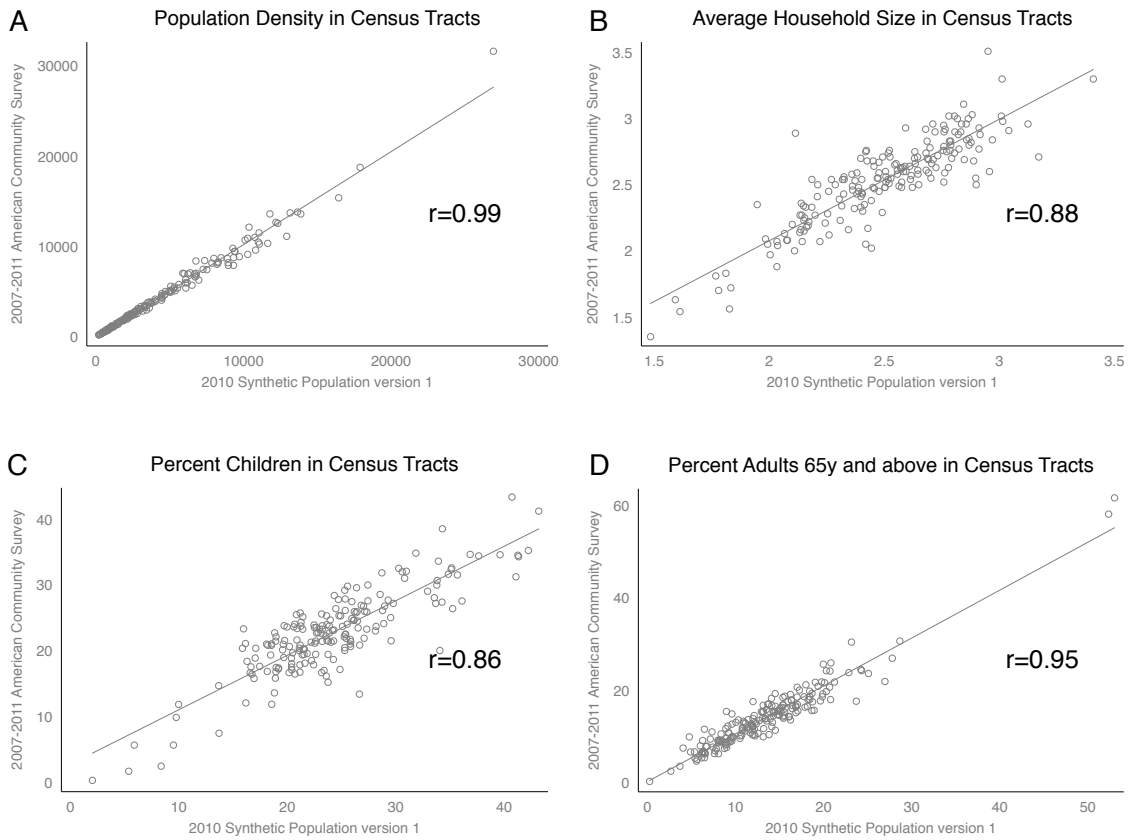 A
Population Density in Census Tracts
2007-2011 American Community Survey
30000
20000
10000
0
r=0.99
0 10000 20000 30000
2010 Synthetic Population version 1
B
Average Household Size in Census Tracts
2007-2011 American Community Survey
3.5
3
2.5
2
1.5
r=0.88
1.5 2 2.5 3 3.5
2010 Synthetic Population version 1
C
Percent Children in Census Tracts
2007-2011 American Community Survey
40
30
20
10
0
r=0.86
0 10 20 30 40
2010 Synthetic Population version 1
D
Percent Adults 65y and above in Census Tracts
2007-2011 American Community Survey
60
40
20
0
r=0.95
0 10 20 30 40 50
2010 Synthetic Population version 1